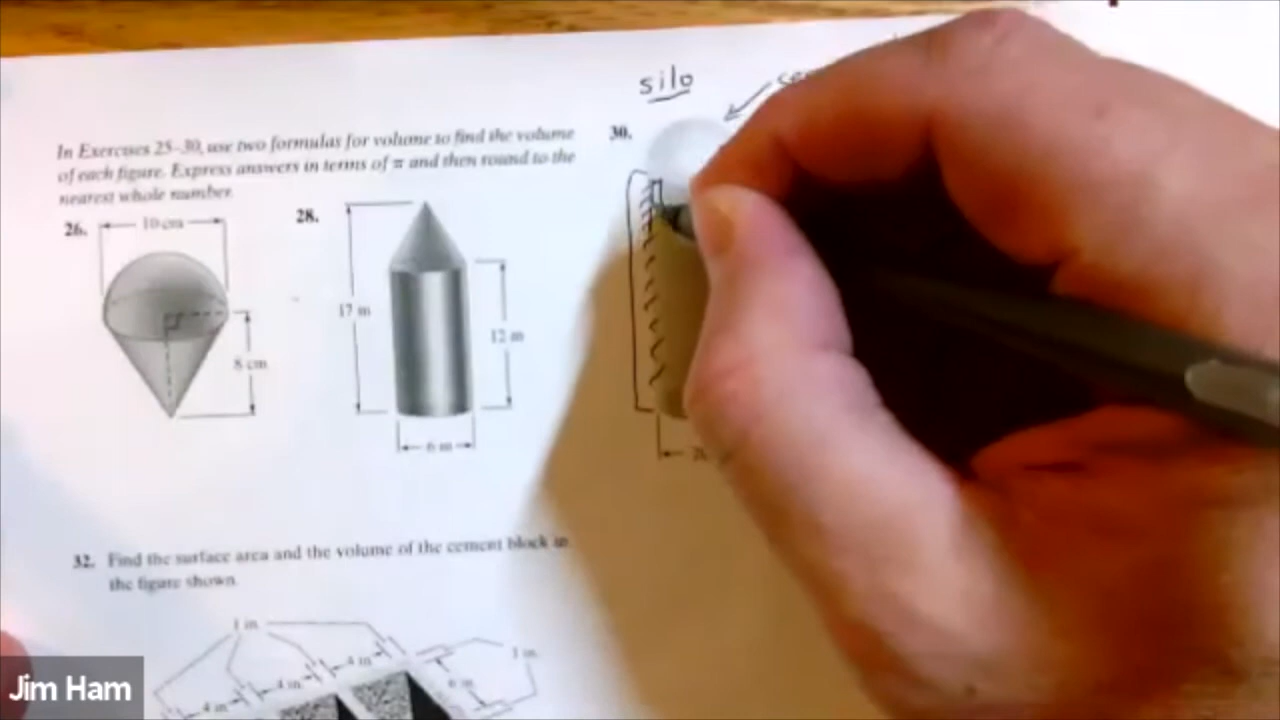 silo
In Exercises 25–30, use two formulas for volume to find the volume
of each figure. Express answers in terms of π and then round to the
nearest whole number.
26.
10 cm
8 cm
28.
17 m
12 m
6 m
30.
32. Find the surface area and the volume of the cement block in
the figure shown.
1 in.
4 in.
4 in.
4 in.
1 in.
6 in.
Jim Ham